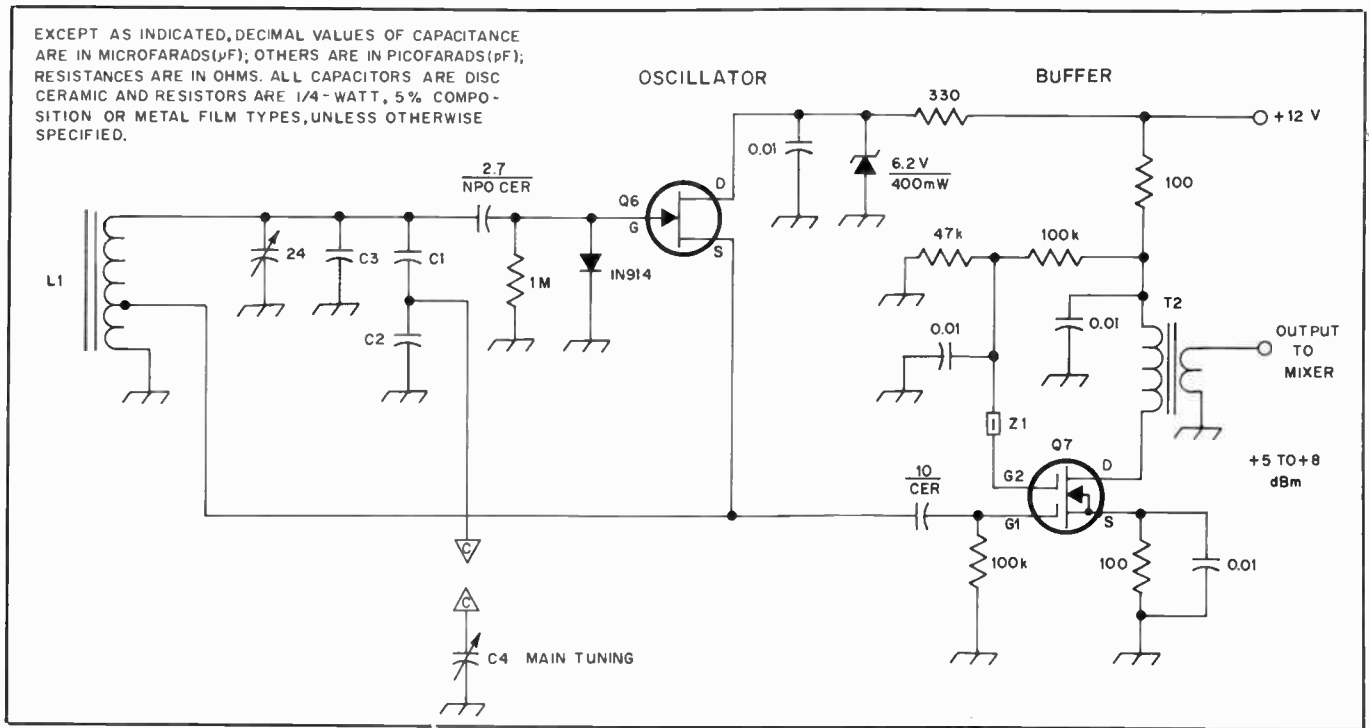 EXCEPT AS INDICATED, DECIMAL VALUES OF CAPACITANCE
ARE IN MICROFARADS(µF); OTHERS ARE IN PICOFARADS(pF);
RESISTANCES ARE IN OHMS. ALL CAPACITORS ARE DISC
CERAMIC AND RESISTORS ARE 1/4-WATT, 5% COMPO-
SITION OR METAL FILM TYPES, UNLESS OTHERWISE
SPECIFIED.
OSCILLATOR
BUFFER
330
+12 V
0.01
6.2 V
400mW
100
2.7
NPO CER
Q6
D
G
S
L1
24
C3
C1
1M
IN914
C2
47k
100k
0.01
0.01
T2
OUTPUT
TO
MIXER
Z1
Q7
G2
D
G1
S
+5 TO +8
dBm
10
CER
100k
100
0.01
C
C
C4 MAIN TUNING